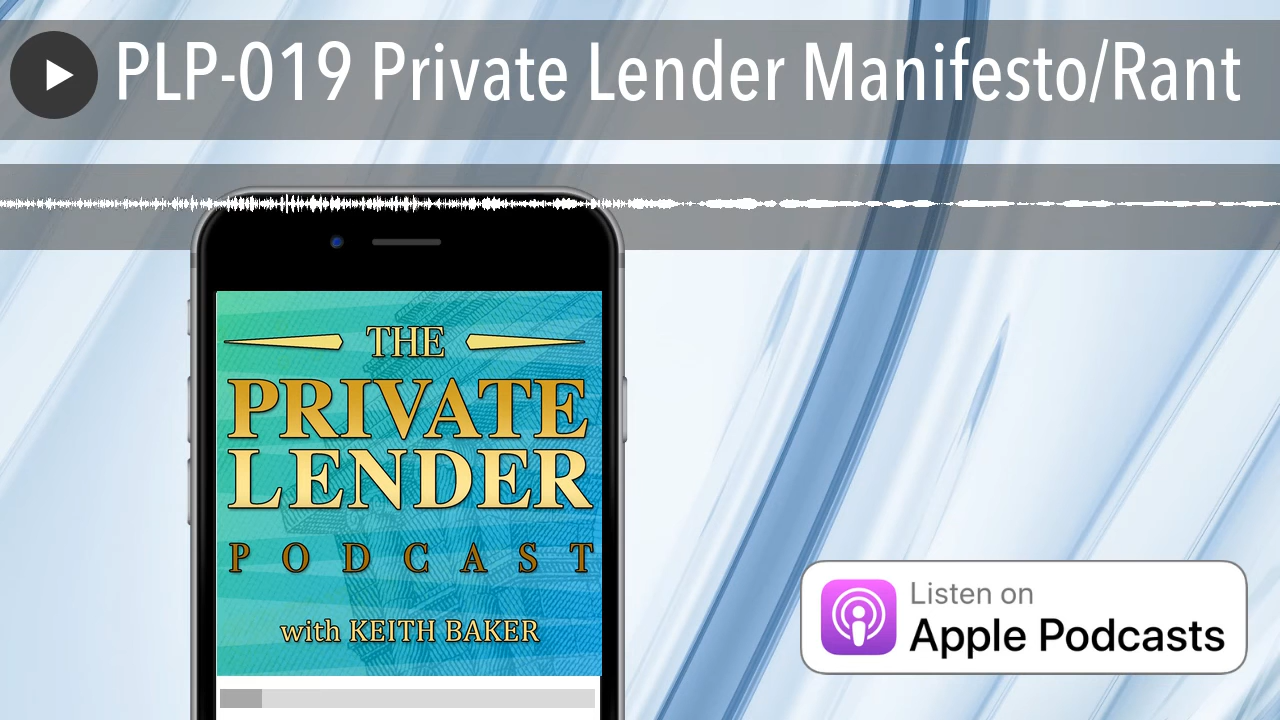 PLP-019 Private Lender Manifesto/Rant
THE
PRIVATE
LENDER
PODCAST
with KEITH BAKER
Listen on
Apple Podcasts